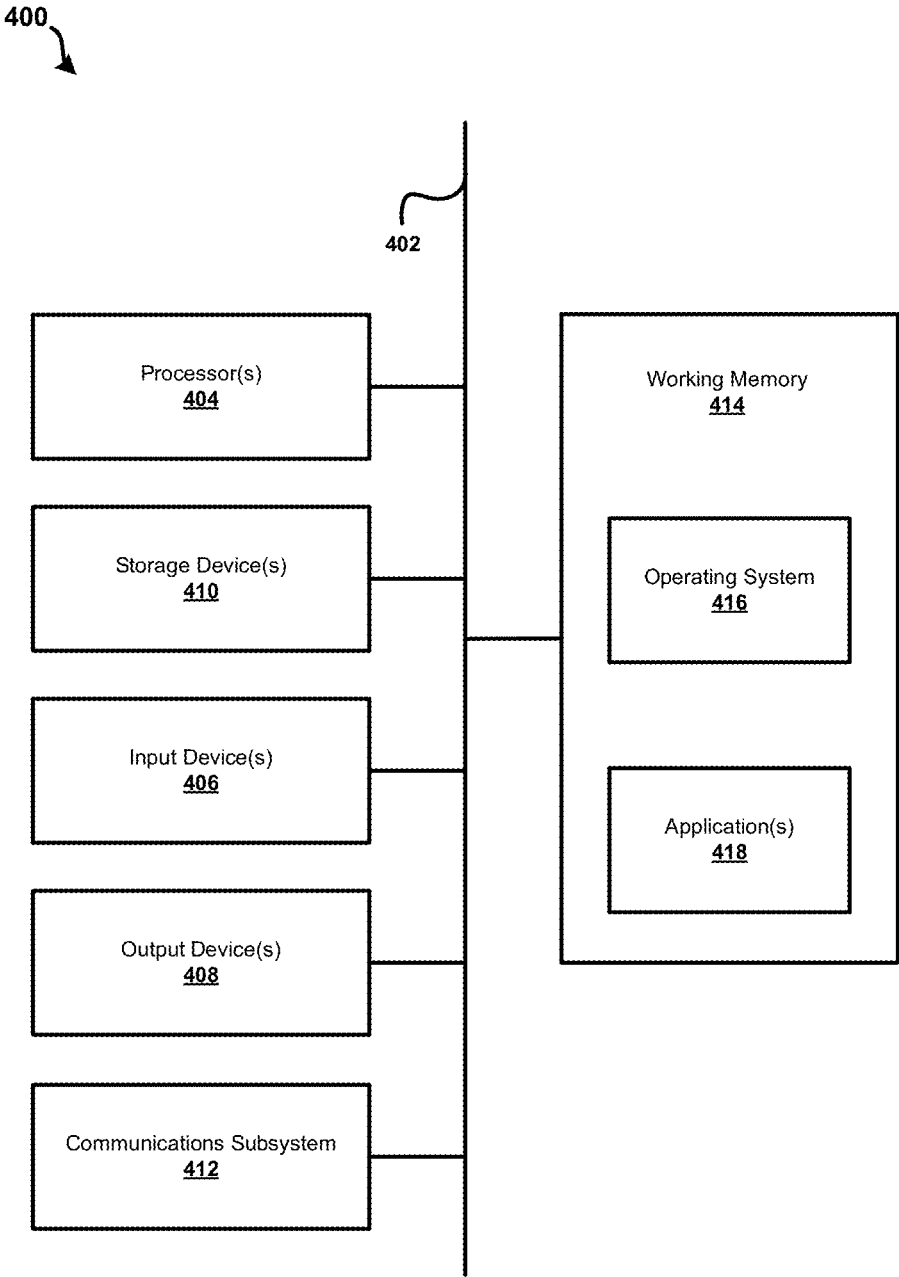 400
402
Processor(s)
404
Storage Device(s)
410
Input Device(s)
406
Output Device(s)
408
Communications Subsystem
412
Working Memory
414
Operating System
416
Application(s)
418